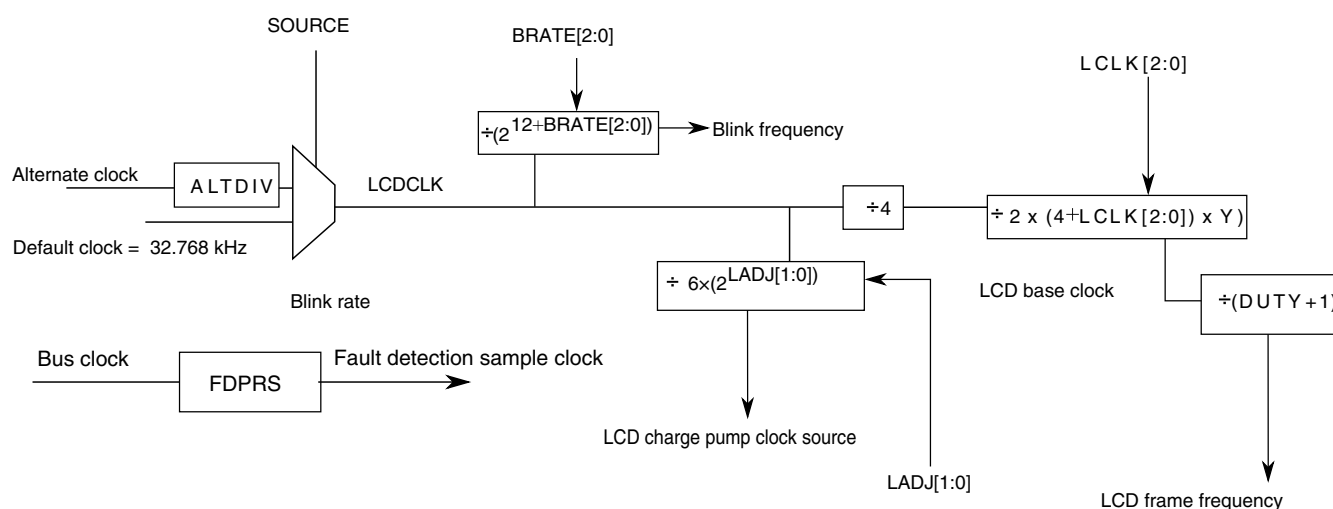 SOURCE
BRATE[2:0]
LCLK[2:0]
÷(2^12+BRATE[2:0])
Blink frequency
Alternate clock
ALTDIV
LCDCLK
÷4
÷ 2 x (4+LCLK[2:0]) x Y)
Default clock = 32.768 kHz
÷ 6×(2^LADJ[1:0])
LCD base clock
Blink rate
÷(DUTY+1)
Bus clock
FDPRS
Fault detection sample clock
LCD charge pump clock source
LADJ[1:0]
LCD frame frequency